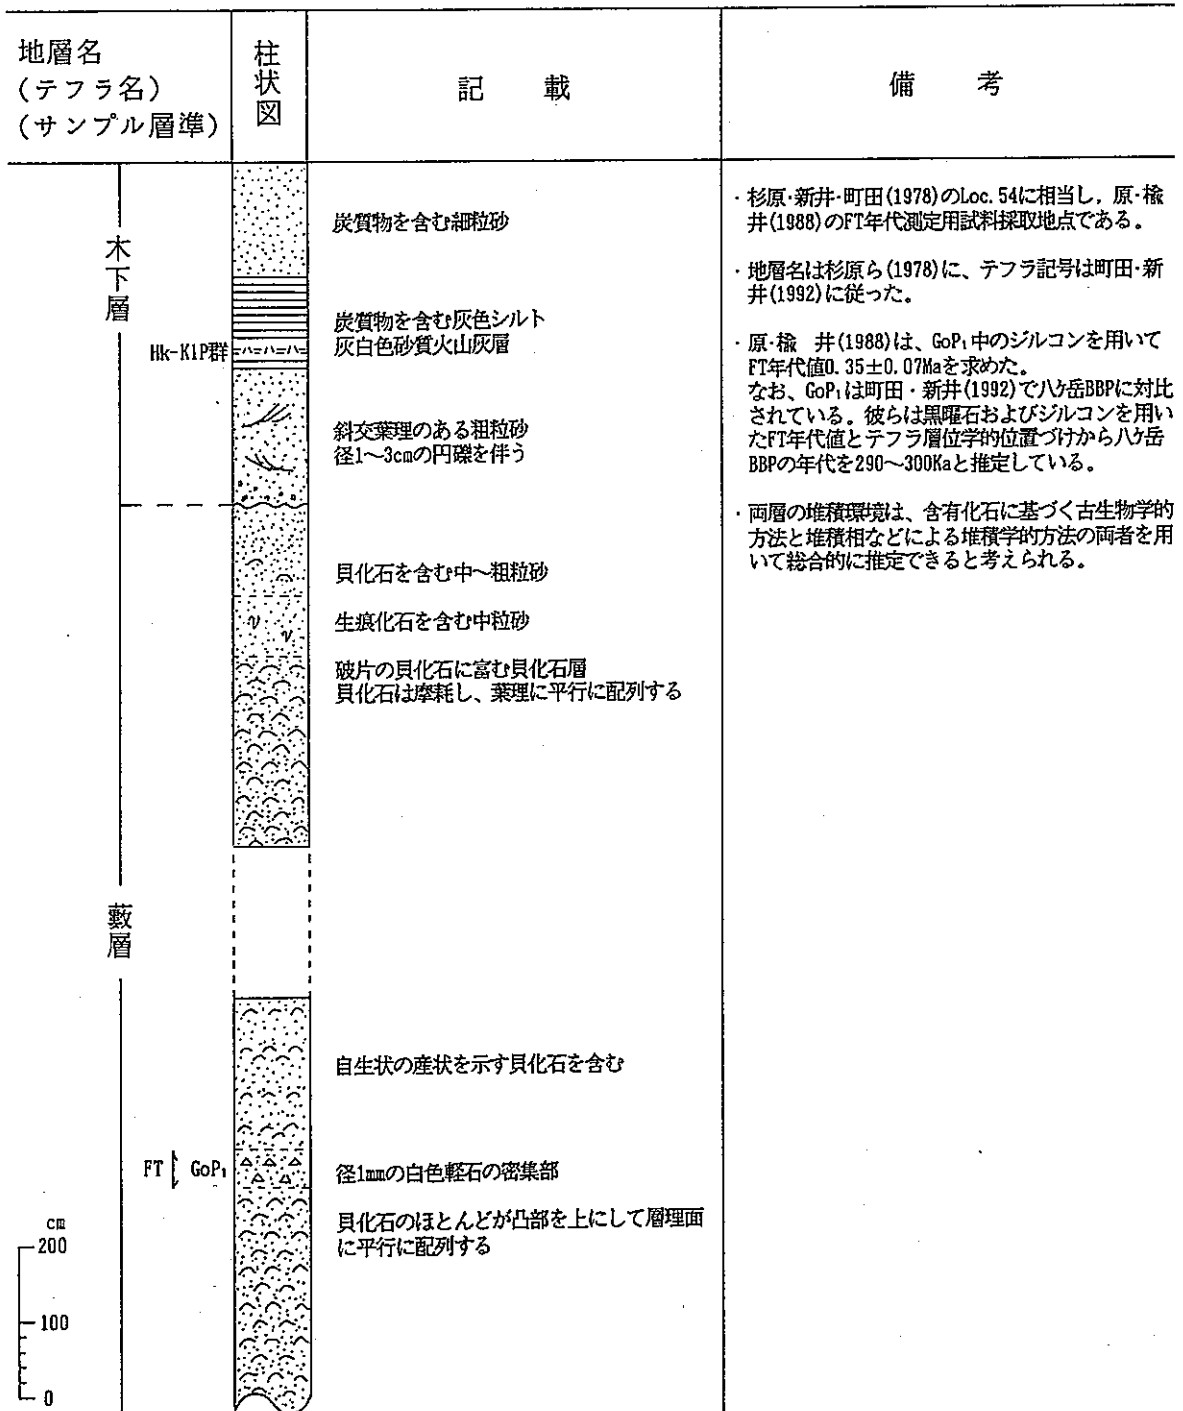 地層名
(テフラ名)
(サンプル層準)
柱状図
記 載
備 考
木下層
Hk-KlP群
藪層
FT
GoP₁
cm
200
100
0
炭質物を含む細粒砂
炭質物を含む灰色シルト
灰白色砂質火山灰層
斜交葉理のある粗粒砂
径1～3cmの円礫を伴う
貝化石を含む中～粗粒砂
生痕化石を含む中粒砂
破片の貝化石に富む貝化石層
貝化石は摩耗し、葉理に平行に配列する
自生状の産状を示す貝化石を含む
径1mmの白色軽石の密集部
貝化石のほとんどが凸部を上にして層理面
に平行に配列する
・杉原・新井・町田(1978)のLoc.54に相当し，原・楡
井(1988)のFT年代測定用試料採取地点である。
・地層名は杉原ら(1978)に、テフラ記号は町田・新
井(1992)に従った。
・原・楡 井(1988)は、GoP₁中のジルコンを用いて
FT年代値0.35±0.07Maを求めた。
なお、GoP₁は町田・新井(1992)で八ケ岳BBPに対比
されている。彼らは黒曜石およびジルコンを用い
たFT年代値とテフラ層位学的位置づけから八ケ岳
BBPの年代を290～300Kaと推定している。
・両層の堆積環境は、含有化石に基づく古生物学的
方法と堆積相などによる堆積学的方法の両者を用
いて総合的に推定できると考えられる。